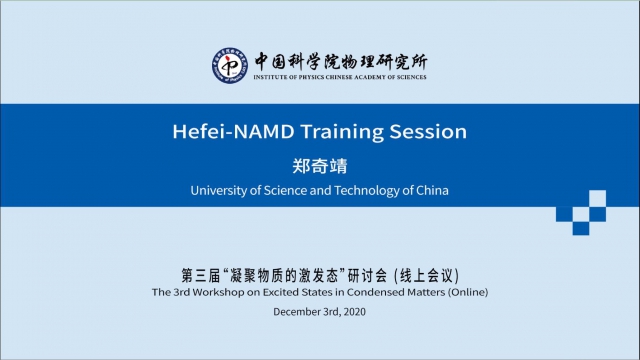 中国科学院物理研究所
INSTITUTE OF PHYSICS CHINESE ACADEMY OF SCIENCES
Hefei-NAMD Training Session
郑奇靖
University of Science and Technology of China
第三届“凝聚物质的激发态”研讨会 (线上会议)
The 3rd Workshop on Excited States in Condensed Matters (Online)
December 3rd, 2020